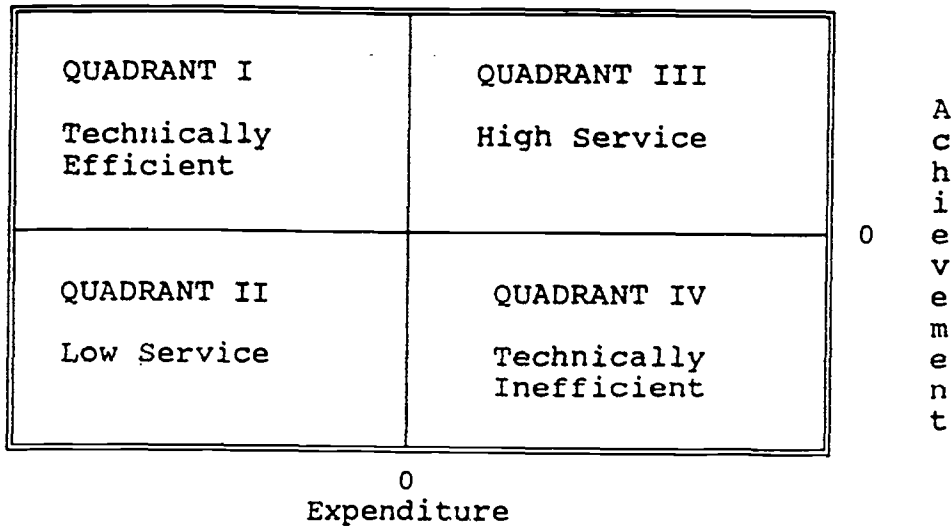 QUADRANT I
Technically
Efficient
QUADRANT III
High Service
QUADRANT II
Low Service
QUADRANT IV
Technically
Inefficient
0
Achievement
0
Expenditure